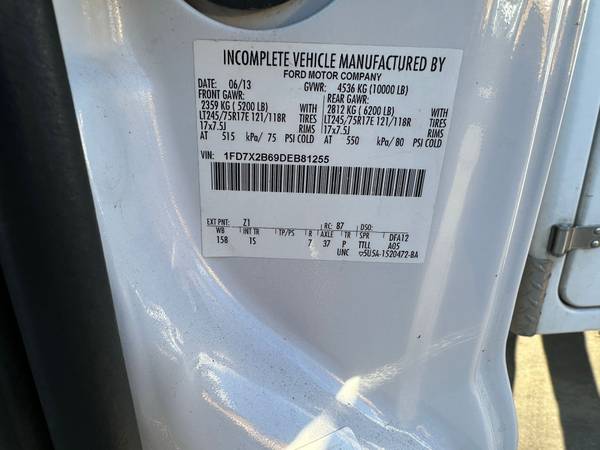 INCOMPLETE VEHICLE MANUFACTURED BY
FORD MOTOR COMPANY
DATE: 06/13 GVWR: 4536 KG (10000 LB)
FRONT GAWR: REAR GAWR:
2359 KG ( 5200 LB) WITH 2812 KG ( 6200 LB) WITH
LT245/75R17E 121/118R TIRES LT245/75R17E 121/118R TIRES
17x7.5J RIMS 17x7.5J RIMS
AT 515 kPa/ 75 PSI COLD AT 550 kPa/ 80 PSI COLD
VIN: 1FD7X2B69DEB81255
EXT PNT: Z1 RC: 87 DSO:
WB INT TR TP/PS R AXLE TR SPR DFA12
158 1S 7 37 P TTLL A05
UNC 5U5A-1520472-BA